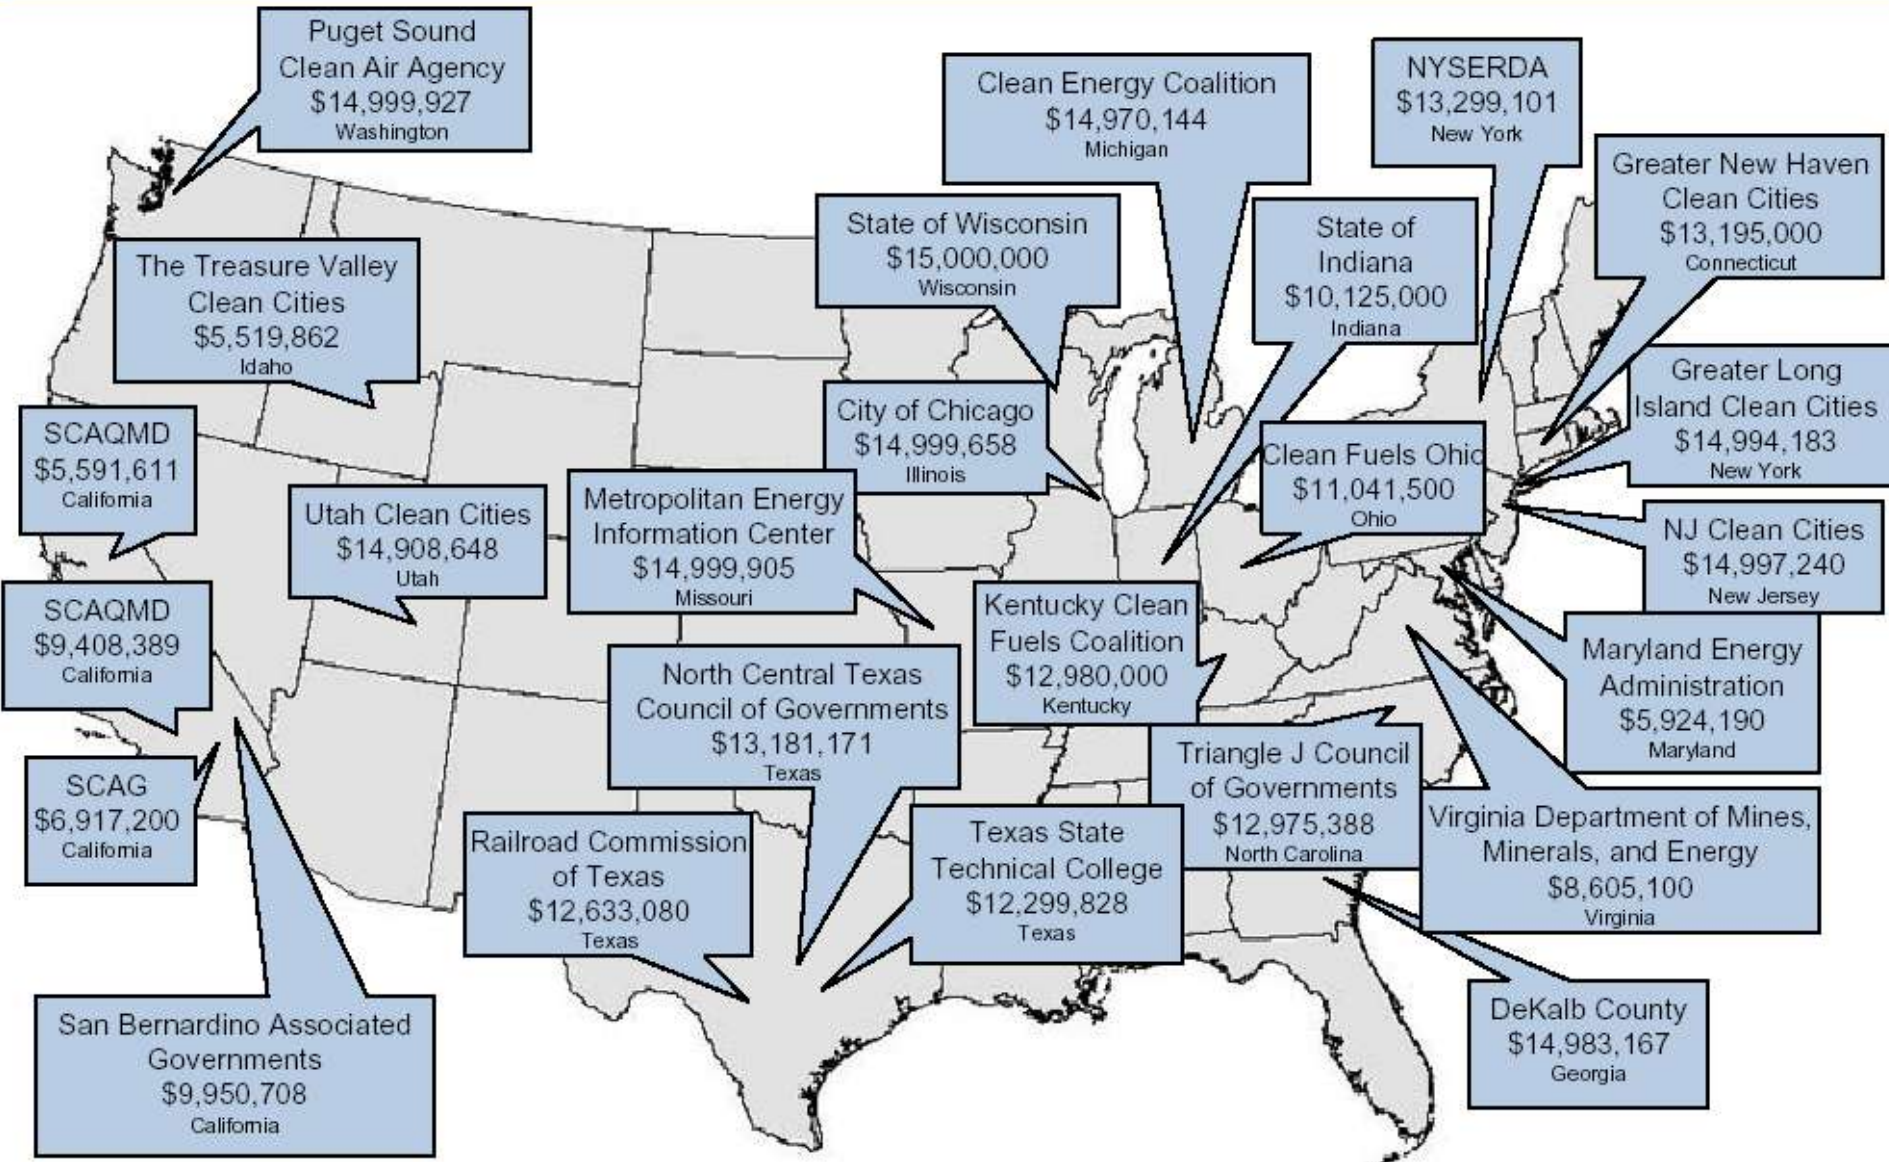 Puget Sound
Clean Air Agency
$14,999,927
Washington
Clean Energy Coalition
$14,970,144
Michigan
NYSERDA
$13,299,101
New York
Greater New Haven
Clean Cities
$13,195,000
Connecticut
State of Wisconsin
$15,000,000
Wisconsin
State of
Indiana
$10,125,000
Indiana
The Treasure Valley
Clean Cities
$5,519,862
Idaho
Greater Long
Island Clean Cities
$14,994,183
New York
City of Chicago
$14,999,658
Illinois
SCAQMD
$5,591,611
California
Clean Fuels Ohio
$11,041,500
Ohio
Utah Clean Cities
$14,908,648
Utah
Metropolitan Energy
Information Center
$14,999,905
Missouri
NJ Clean Cities
$14,997,240
New Jersey
SCAQMD
$9,408,389
California
Kentucky Clean
Fuels Coalition
$12,980,000
Kentucky
Maryland Energy
Administration
$5,924,190
Maryland
North Central Texas
Council of Governments
$13,181,171
Texas
Triangle J Council
of Governments
$12,975,388
North Carolina
SCAG
$6,917,200
California
Railroad Commission
of Texas
$12,633,080
Texas
Texas State
Technical College
$12,299,828
Texas
Virginia Department of Mines,
Minerals, and Energy
$8,605,100
Virginia
San Bernardino Associated
Governments
$9,950,708
California
DeKalb County
$14,983,167
Georgia